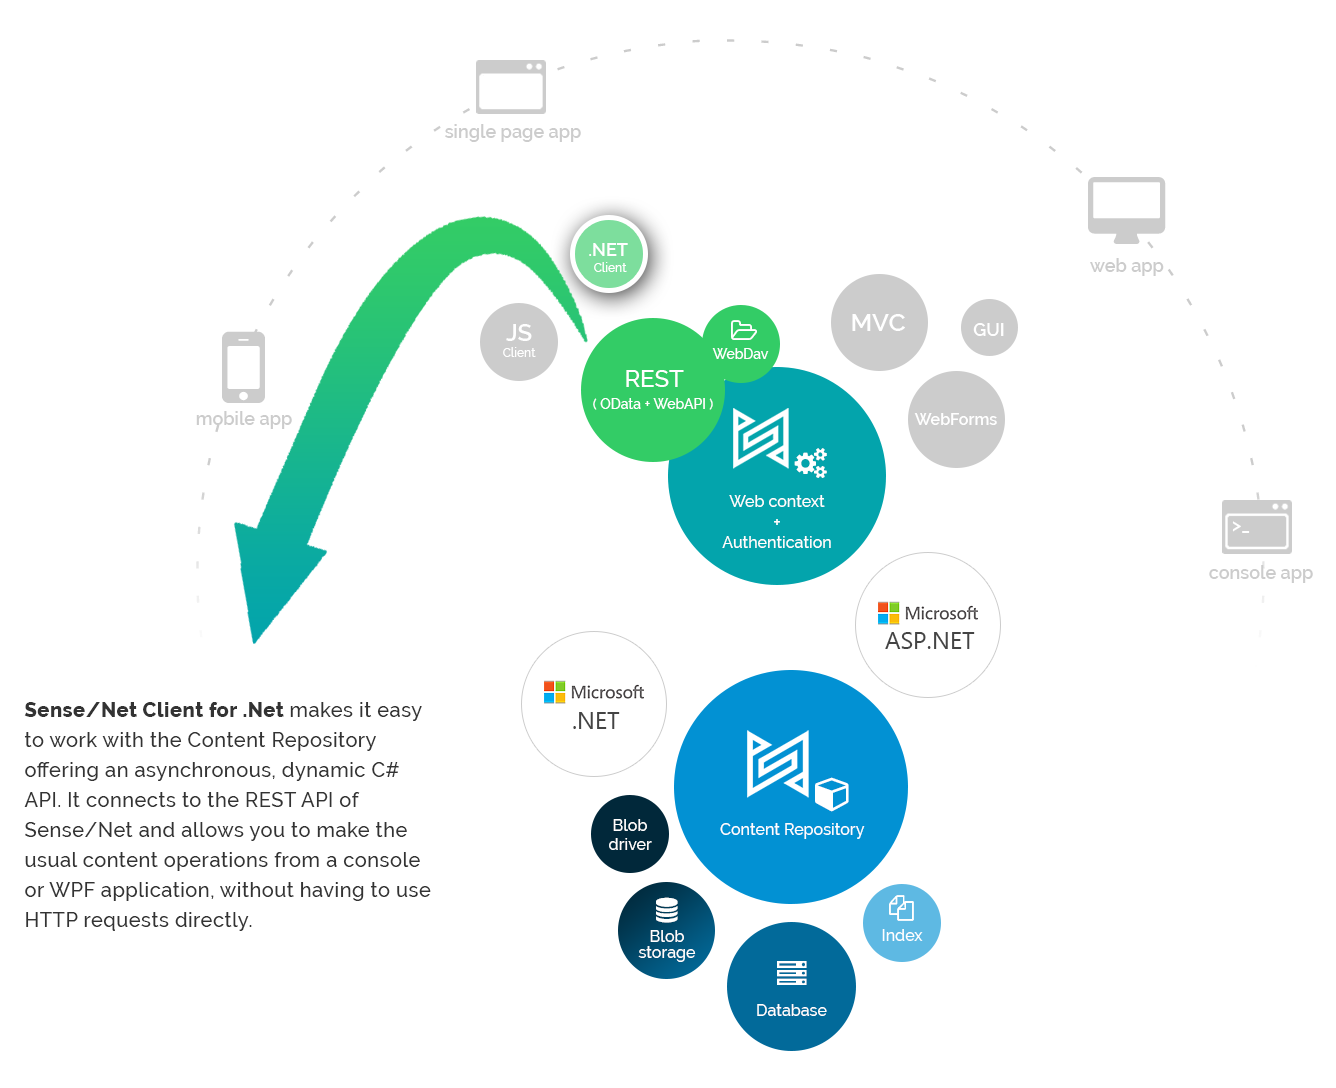 single page app
web app
.NET
Client
JS
Client
MVC
GUI
WebDav
REST
( OData + WebAPI )
mobile app
WebForms
Web context
+
Authentication
>_
console app
Microsoft
ASP.NET
Microsoft
.NET
Sense/Net Client for .Net makes it easy
to work with the Content Repository
offering an asynchronous, dynamic C#
API. It connects to the REST API of
Sense/Net and allows you to make the
usual content operations from a console
or WPF application, without having to use
HTTP requests directly.
Content Repository
Blob
driver
Blob
storage
Index
Database